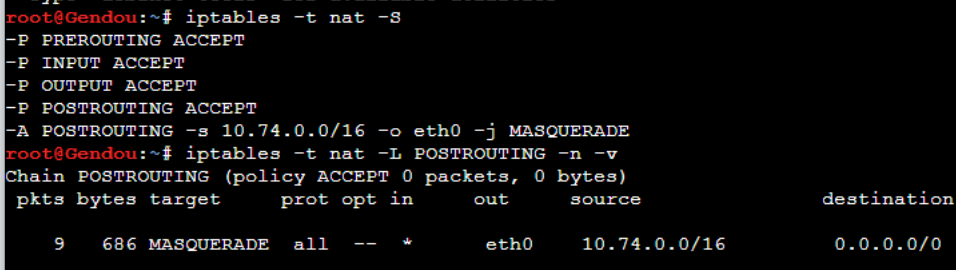 root@Gendou:~# iptables -t nat -S
-P PREROUTING ACCEPT
-P INPUT ACCEPT
-P OUTPUT ACCEPT
-P POSTROUTING ACCEPT
-A POSTROUTING -s 10.74.0.0/16 -o eth0 -j MASQUERADE
root@Gendou:~# iptables -t nat -L POSTROUTING -n -v
Chain POSTROUTING (policy ACCEPT 0 packets, 0 bytes)
pkts bytes target prot opt in out source destination
9 686 MASQUERADE all -- * eth0 10.74.0.0/16 0.0.0.0/0